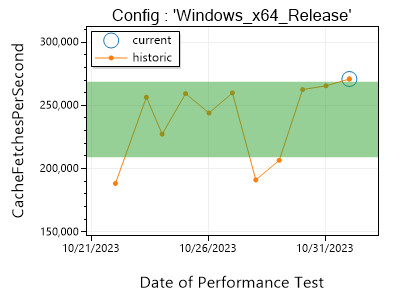 Config : 'Windows_x64_Release'
current
historic
300,000
250,000
200,000
150,000
CacheFetchesPerSecond
10/21/2023
10/26/2023
10/31/2023
Date of Performance Test